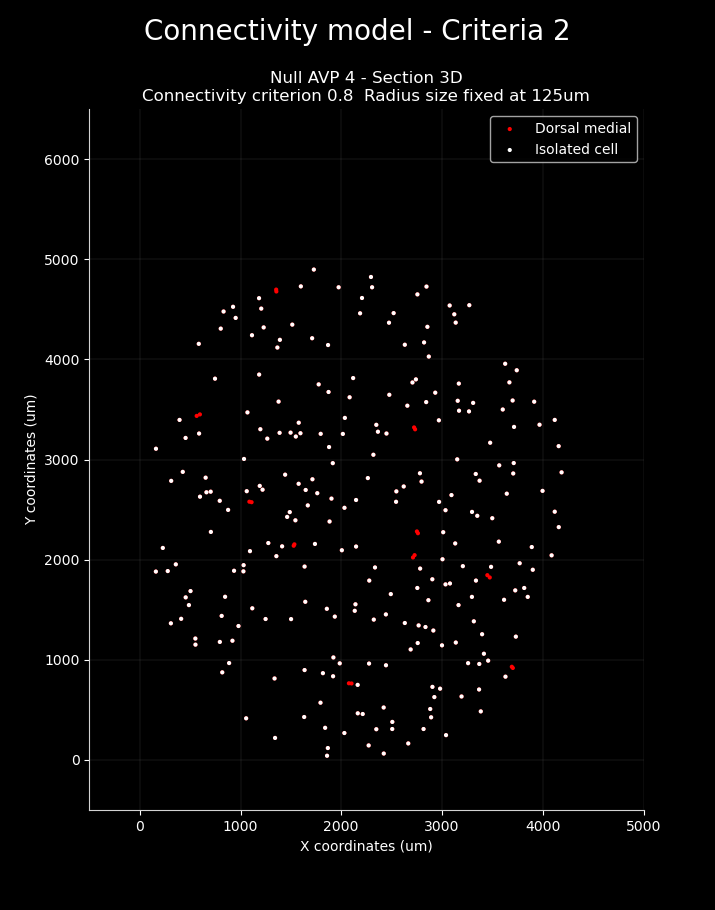 Connectivity model - Criteria 2
Null AVP 4 - Section 3D
Connectivity criterion 0.8  Radius size fixed at 125um
Dorsal medial
Isolated cell
6000
5000
4000
3000
2000
1000
0
Y coordinates (um)
0 1000 2000 3000 4000 5000
X coordinates (um)